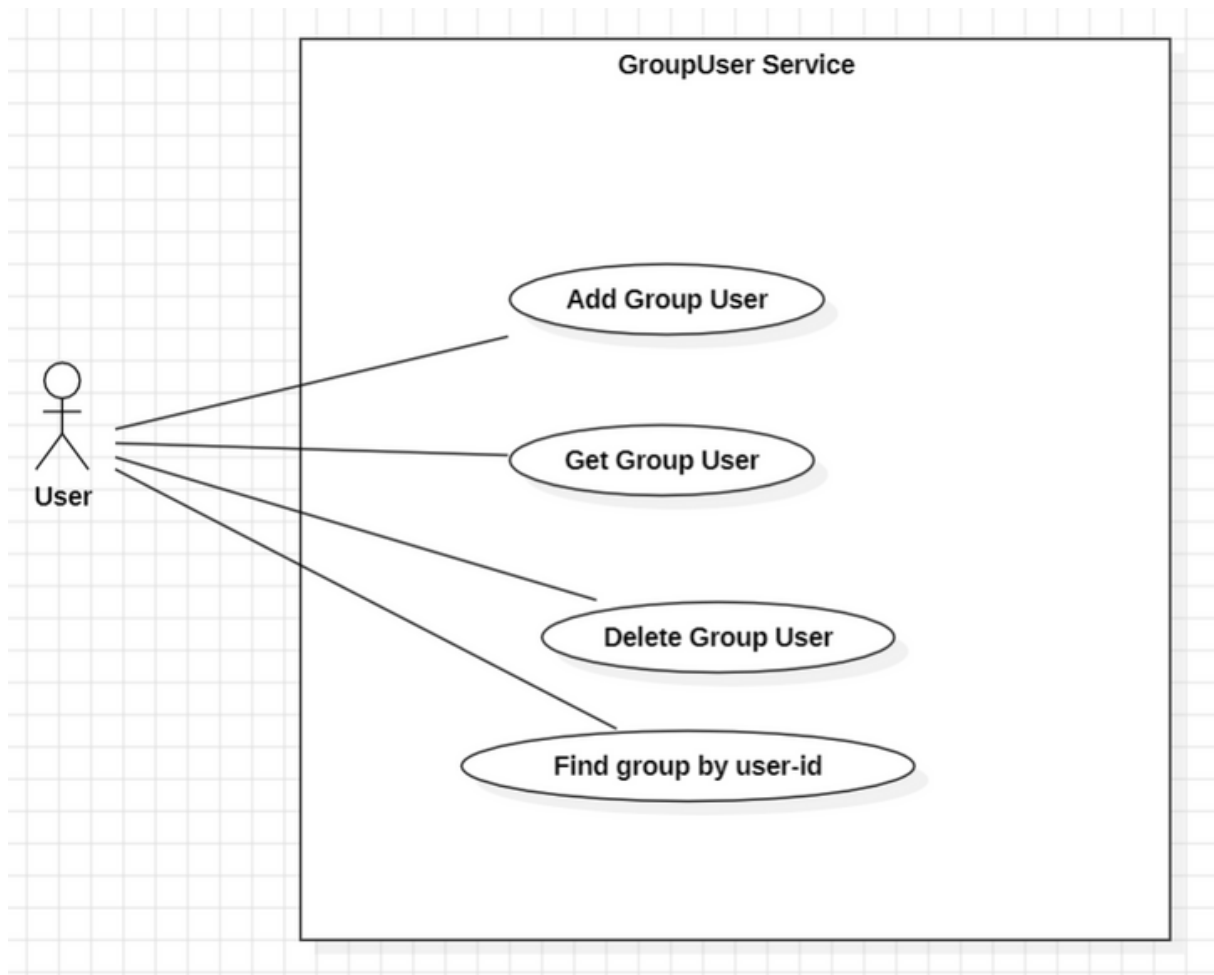 GroupUser Service
Add Group User
Get Group User
User
Delete Group User
Find group by user-id